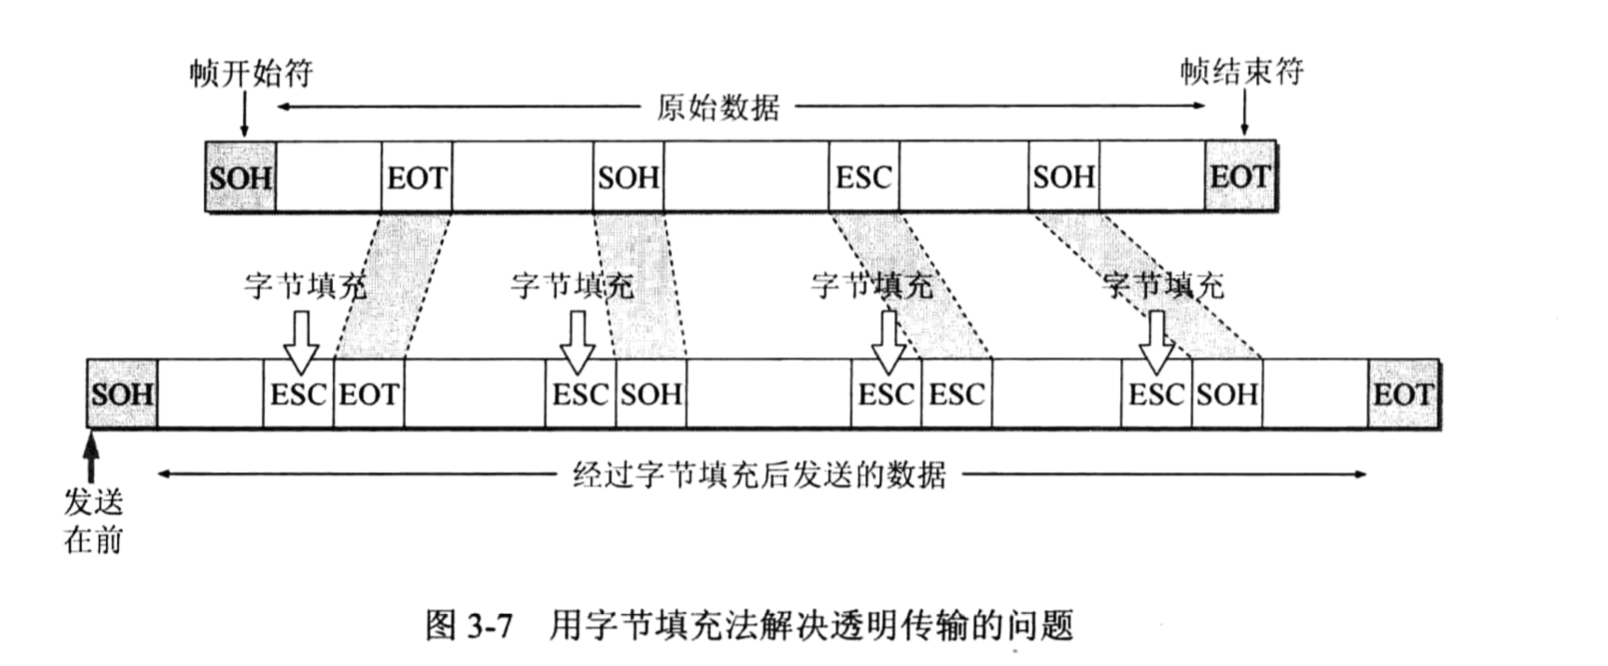 帧开始符
帧结束符
原始数据
SOH EOT SOH ESC SOH EOT
字节填充 字节填充 字节填充 字节填充
SOH ESC EOT ESC SOH ESC ESC ESC SOH EOT
经过字节填充后发送的数据
发送
在前
图 3-7 用字节填充法解决透明传输的问题